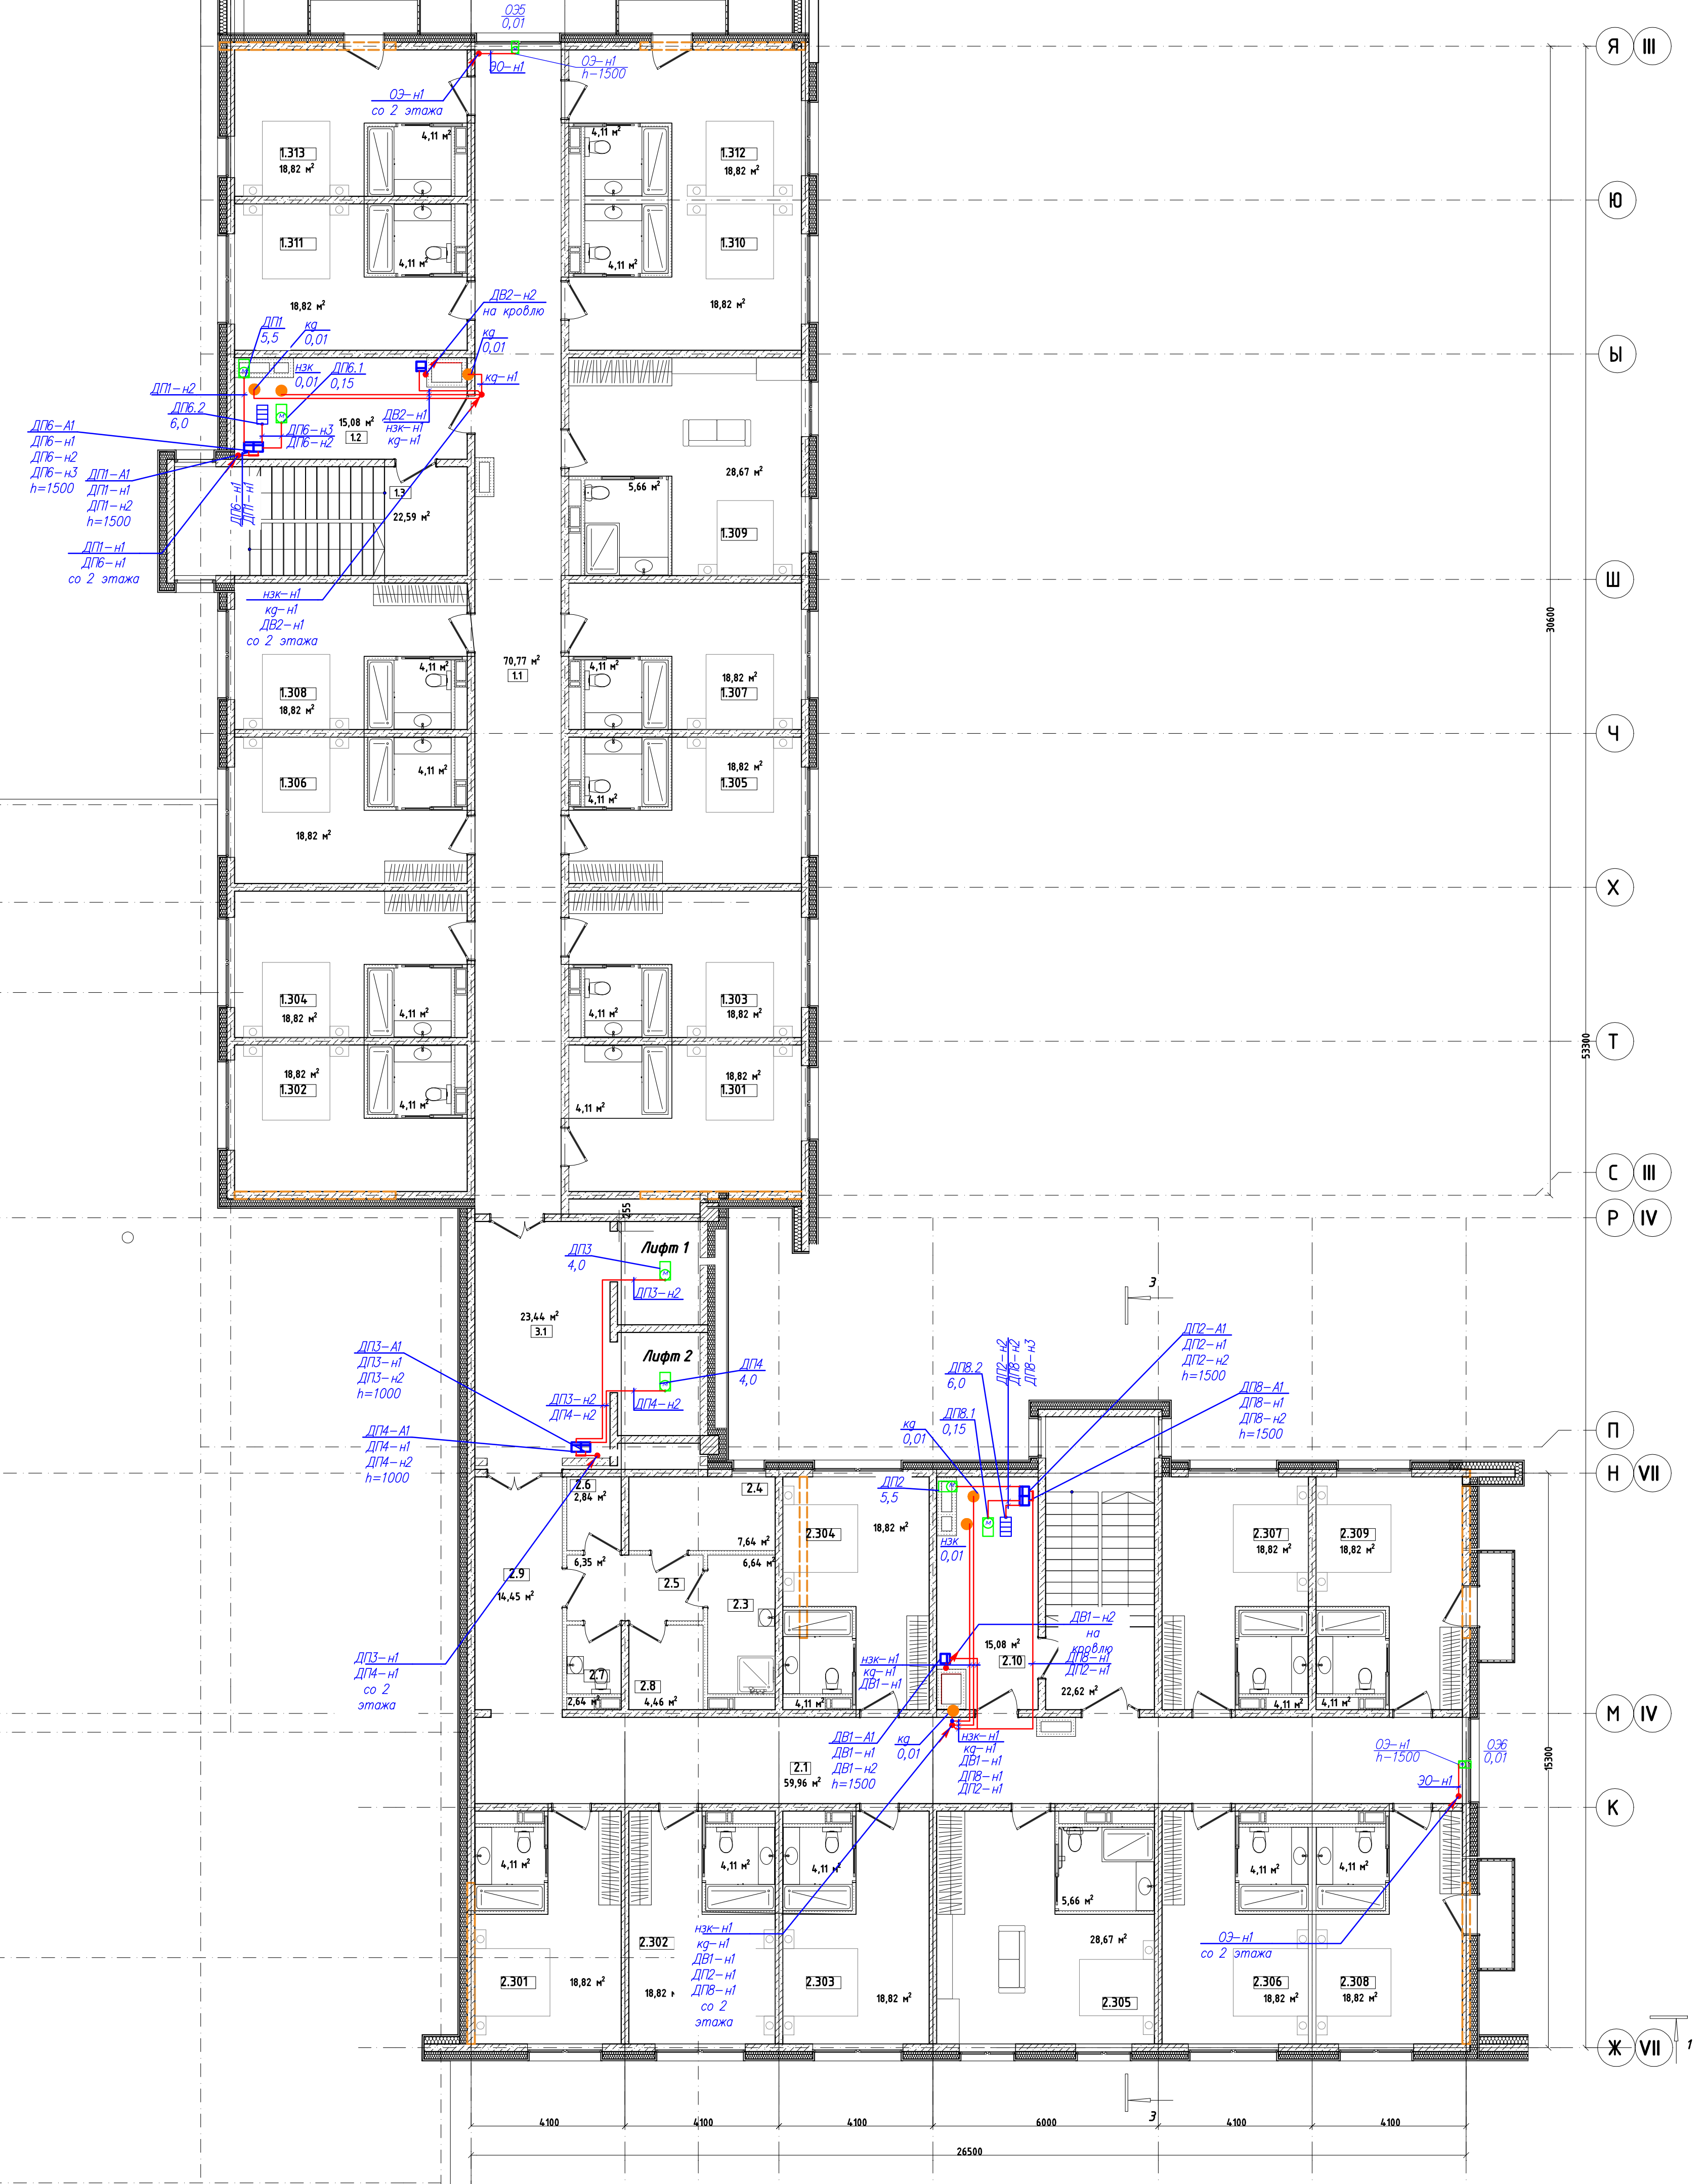 ОЭ5
0,01
ЭО-н1
ОЭ-н1
h-1500
ОЭ-н1
со 2 этажа
Я
III
4,11 м²
4,11 м²
1.313
18,82 м²
1.312
18,82 м²
Ю
1.311
1.310
4,11 м²
4,11 м²
18,82 м²
18,82 м²
ДВ2-н2
на кровлю
ДП1
5,5
кд
0,01
кд
0,01
Ы
нзк
0,01
ДП6.1
0,15
кд-н1
ДП1-н2
ДП6.2
6,0
15,08 м²
1.2
ДВ2-н1
нзк-н1
кд-н1
ДП6-н3
ДП6-н2
ДП6-А1
ДП6-н1
ДП6-н2
ДП6-н3
h=1500
ДП1-А1
ДП1-н1
ДП1-н2
h=1500
ДП6-н1
ДП1-н1
28,67 м²
5,66 м²
1.3
22,59 м²
1.309
ДП1-н1
ДП6-н1
со 2 этажа
Ш
нзк-н1
кд-н1
ДВ2-н1
со 2 этажа
30600
70,77 м²
1.1
4,11 м²
4,11 м²
18,82 м²
1.308
18,82 м²
1.307
Ч
4,11 м²
18,82 м²
1.306
1.305
4,11 м²
18,82 м²
Х
1.304
18,82 м²
4,11 м²
4,11 м²
1.303
18,82 м²
Т
53300
18,82 м²
1.302
18,82 м²
1.301
4,11 м²
4,11 м²
С
III
Р
IV
255
Лифт 1
ДП3
4,0
ДП3-н2
23,44 м²
3.1
3
ДП3-А1
ДП3-н1
ДП3-н2
h=1000
Лифт 2
ДП4
4,0
ДП4-н2
ДП3-н2
ДП4-н2
ДП4-А1
ДП4-н1
ДП4-н2
h=1000
ДП8.2
6,0
ДП2-н2
ДП8-н2
ДП8-н3
ДП2-А1
ДП2-н1
ДП2-н2
h=1500
ДП8-А1
ДП8-н1
ДП8-н2
h=1500
кд
0,01
ДП8.1
0,15
П
Н
VII
2.6
2,84 м²
2.4
7,64 м²
ДП2
5,5
2.304
18,82 м²
нзк
0,01
2.307
18,82 м²
2.309
18,82 м²
6,35 м²
6,64 м²
2.9
14,45 м²
2.5
2.3
ДВ1-н2
на
кровлю
15,08 м²
2.10
ДП8-н1
ДП2-н1
нзк-н1
кд-н1
ДВ1-н1
ДП3-н1
ДП4-н1
со 2
этажа
2.7
2,64 м²
2.8
4,46 м²
4,11 м²
22,62 м²
4,11 м²
4,11 м²
М
IV
ДВ1-А1
ДВ1-н1
ДВ1-н2
h=1500
кд
0,01
нзк-н1
кд-н1
ДВ1-н1
ДП8-н1
ДП2-н1
2.1
59,96 м²
ОЭ-н1
h-1500
ОЭ6
0,01
ЭО-н1
15300
К
4,11 м²
4,11 м²
4,11 м²
4,11 м²
4,11 м²
5,66 м²
нзк-н1
кд-н1
ДВ1-н1
ДП2-н1
ДП8-н1
со 2
этажа
2.302
18,82 м
28,67 м²
ОЭ-н1
со 2 этажа
2.301
18,82 м²
2.303
18,82 м²
2.305
2.306
18,82 м²
2.308
18,82 м²
Ж
VII
1
3
4100
4100
4100
6000
4100
4100
26500